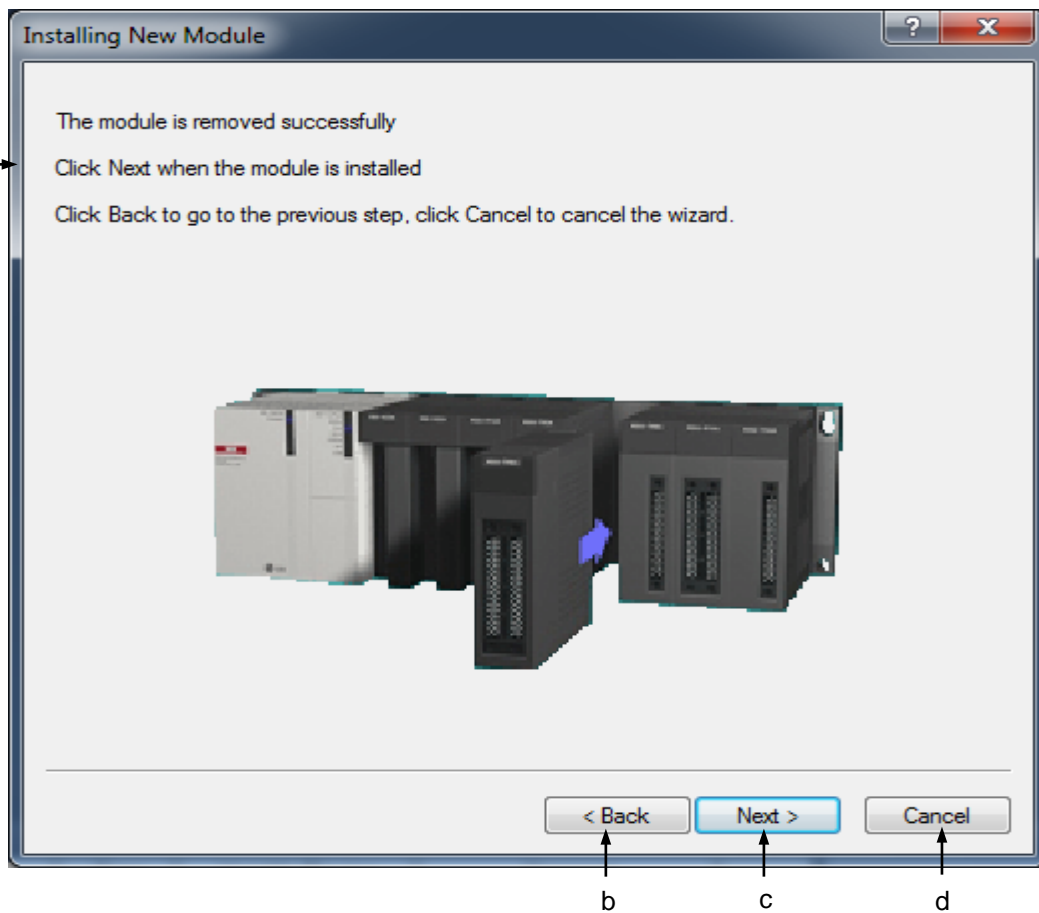 Installing New Module
?
X
The module is removed successfully
Click Next when the module is installed
Click Back to go to the previous step, click Cancel to cancel the wizard.
< Back
Next >
Cancel
b
c
d